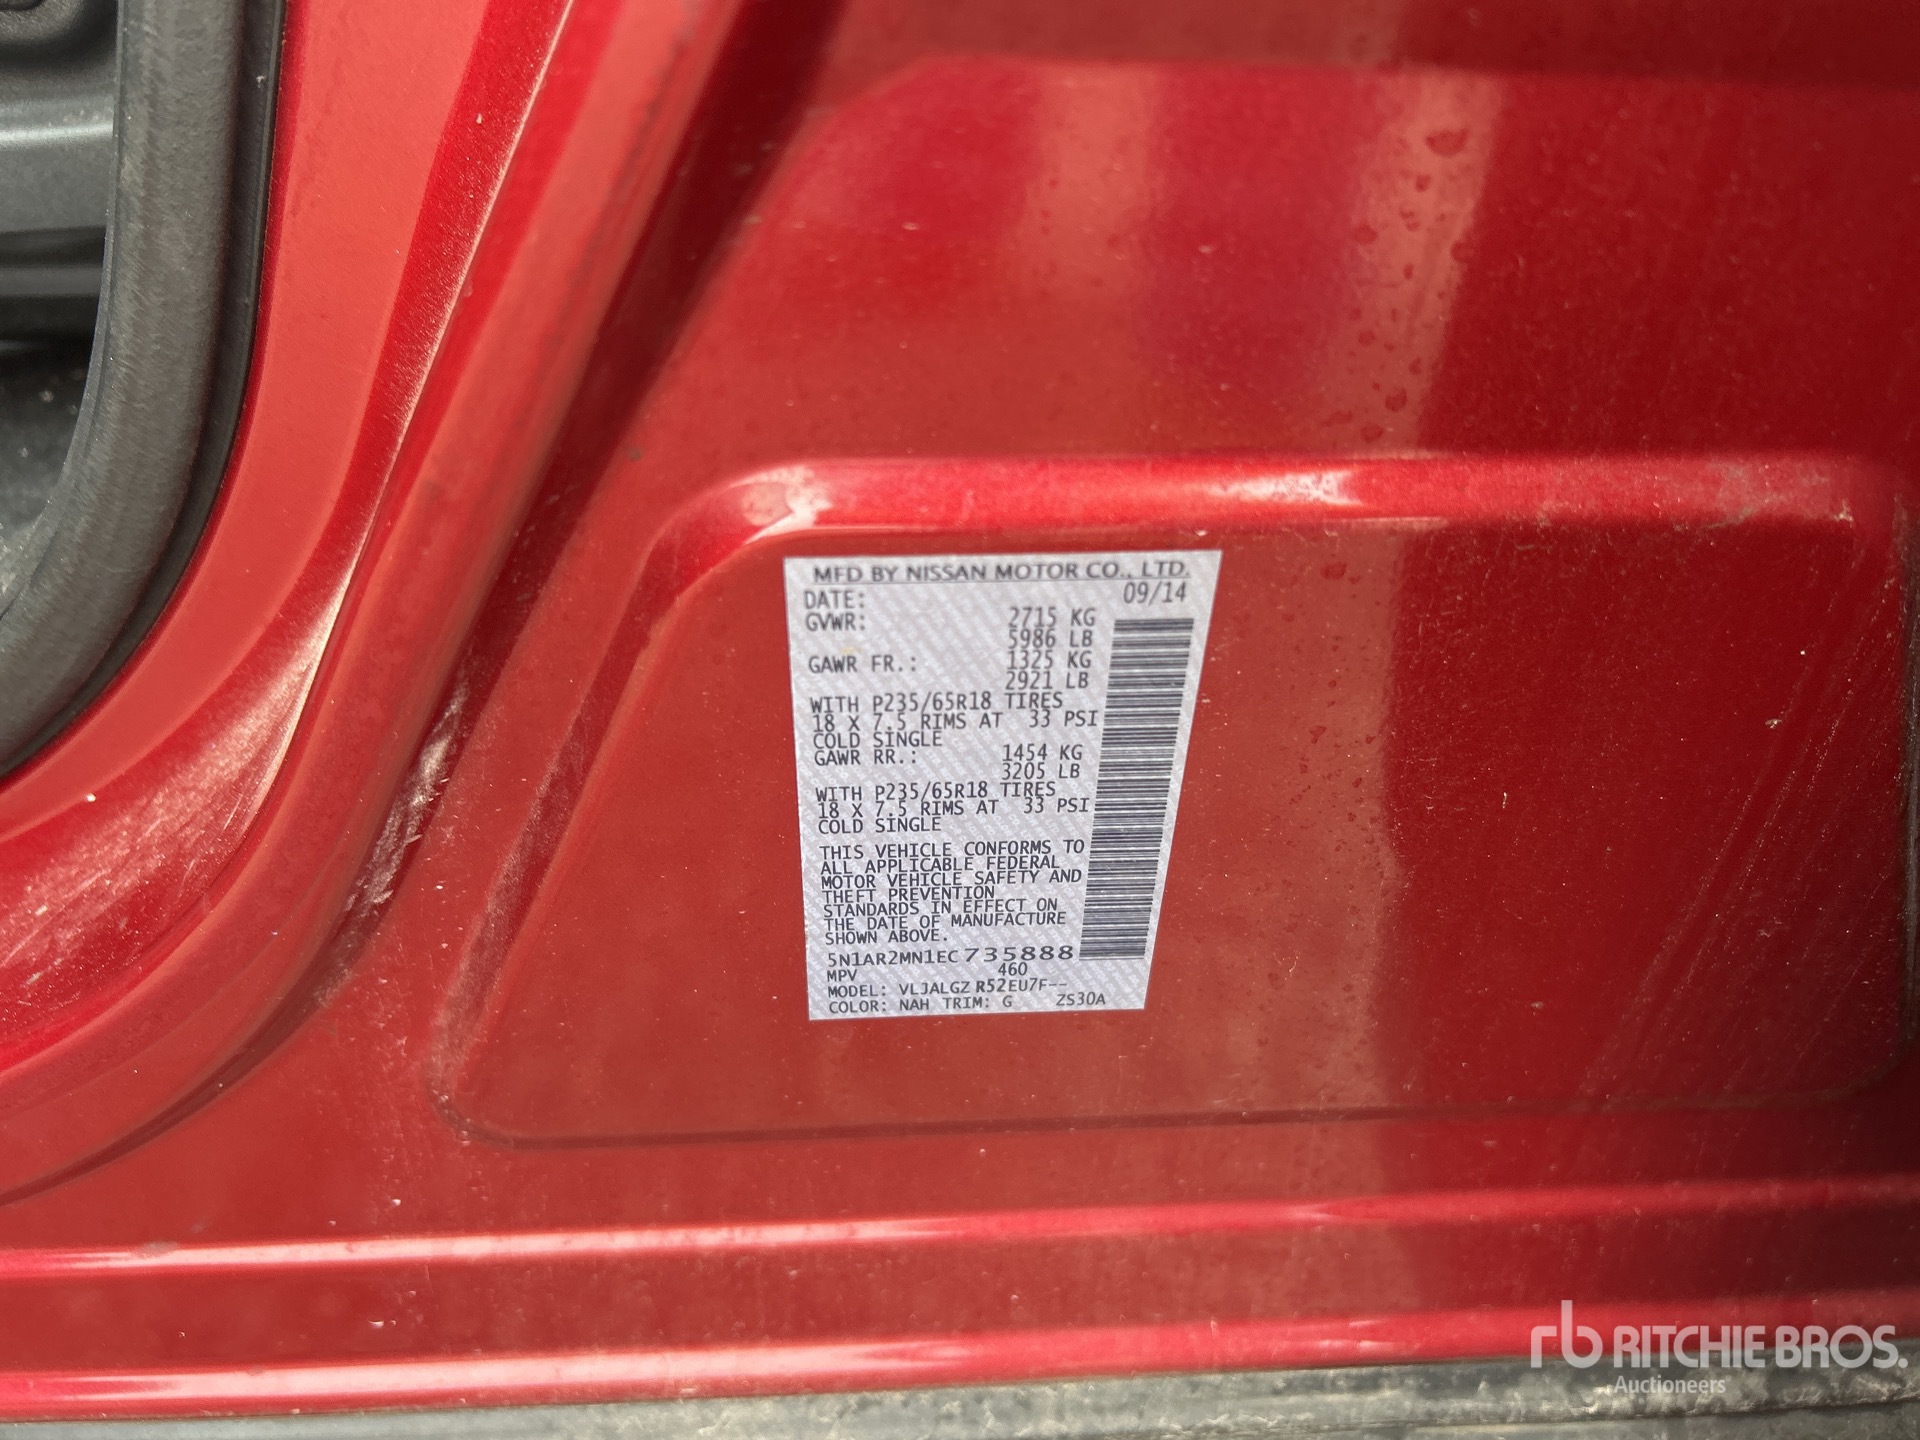 MFD BY NISSAN MOTOR CO., LTD.
DATE: 09/14
GVWR: 2715 KG
5986 LB
GAWR FR.: 1325 KG
2921 LB
WITH P235/65R18 TIRES
18 X 7.5 RIMS AT 33 PSI
COLD SINGLE
GAWR RR.: 1454 KG
3205 LB
WITH P235/65R18 TIRES
18 X 7.5 RIMS AT 33 PSI
COLD SINGLE
THIS VEHICLE CONFORMS TO
ALL APPLICABLE FEDERAL
MOTOR VEHICLE SAFETY AND
THEFT PREVENTION
STANDARDS IN EFFECT ON
THE DATE OF MANUFACTURE
SHOWN ABOVE.
5N1AR2MN1EC735888
MPV 460
MODEL: VLJALGZ R52EU7F--
COLOR: NAH TRIM: G ZS30A
rb RITCHIE BROS.
Auctioneers